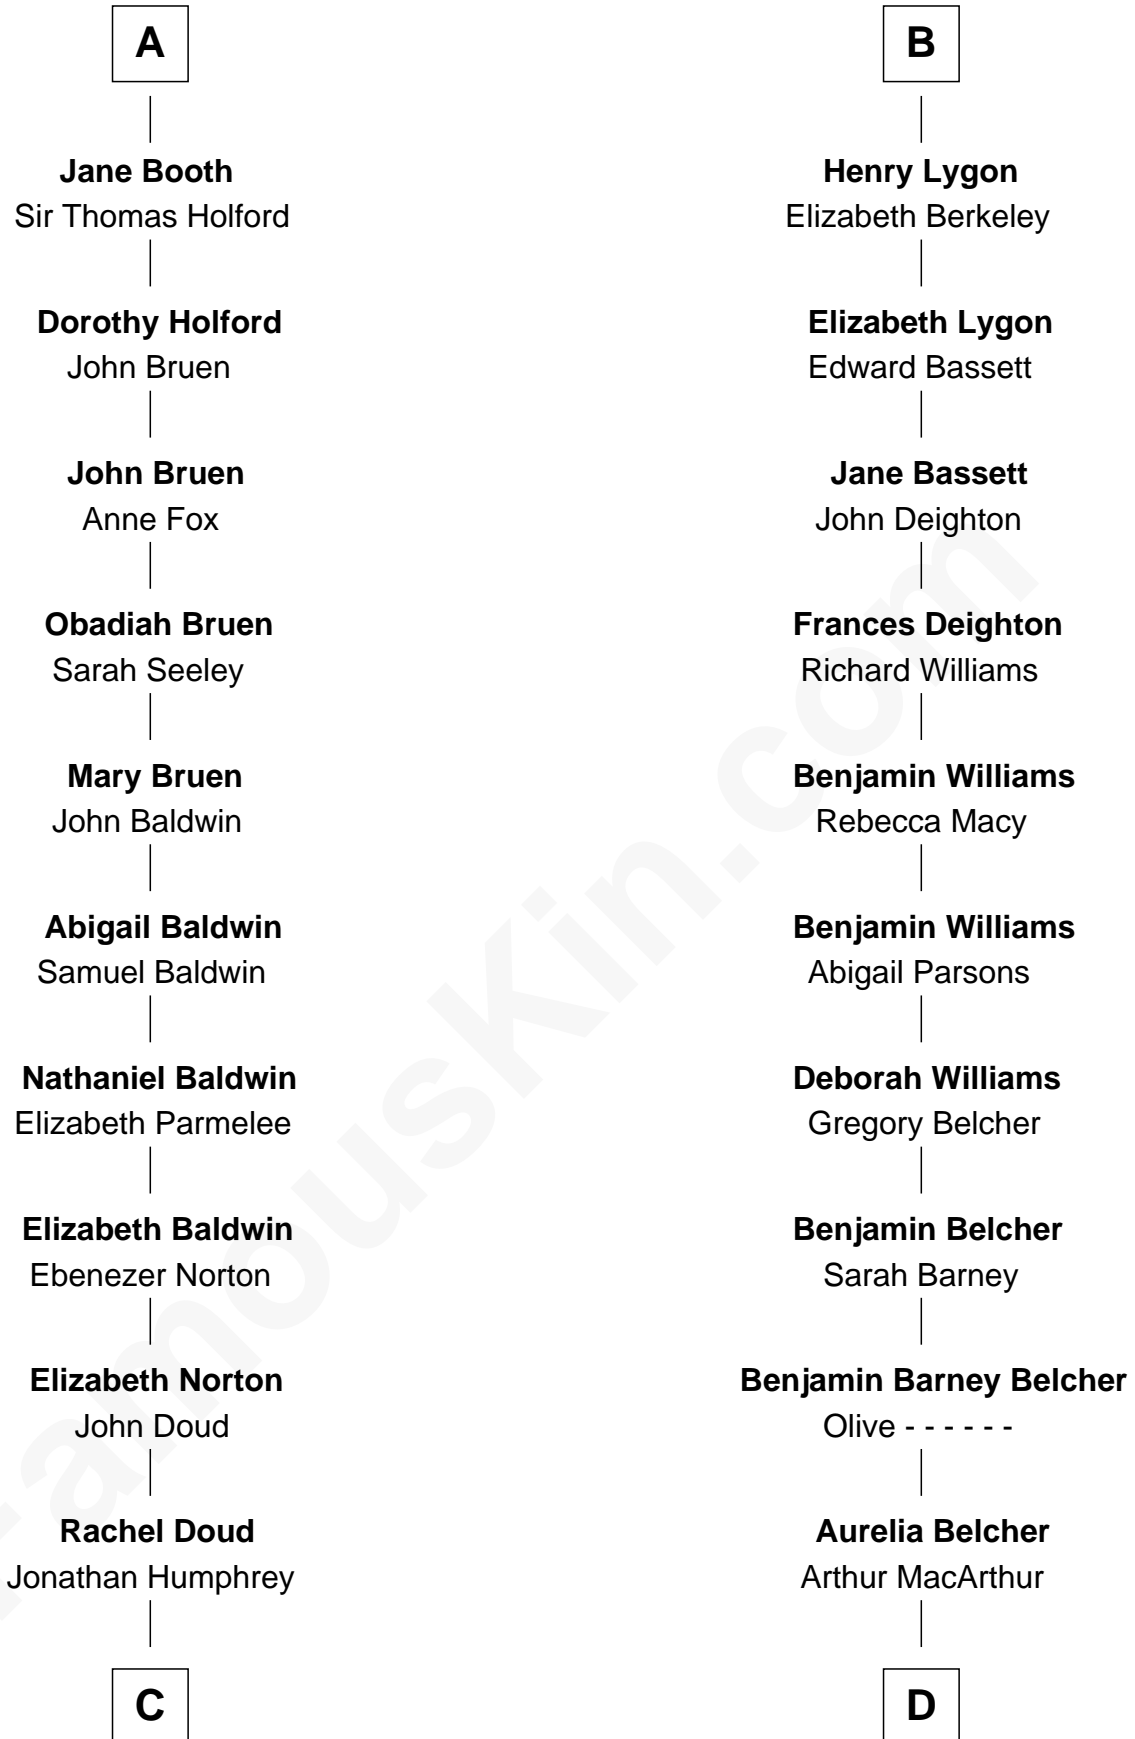 A
Jane Booth
Sir Thomas Holford
Dorothy Holford
John Bruen
John Bruen
Anne Fox
Obadiah Bruen
Sarah Seeley
Mary Bruen
John Baldwin
Abigail Baldwin
Samuel Baldwin
Nathaniel Baldwin
Elizabeth Parmelee
Elizabeth Baldwin
Ebenezer Norton
Elizabeth Norton
John Doud
Rachel Doud
Jonathan Humphrey
C
B
Henry Lygon
Elizabeth Berkeley
Elizabeth Lygon
Edward Bassett
Jane Bassett
John Deighton
Frances Deighton
Richard Williams
Benjamin Williams
Rebecca Macy
Benjamin Williams
Abigail Parsons
Deborah Williams
Gregory Belcher
Benjamin Belcher
Sarah Barney
Benjamin Barney Belcher
Olive - - - - - -
Aurelia Belcher
Arthur MacArthur
D
FamousKin.com